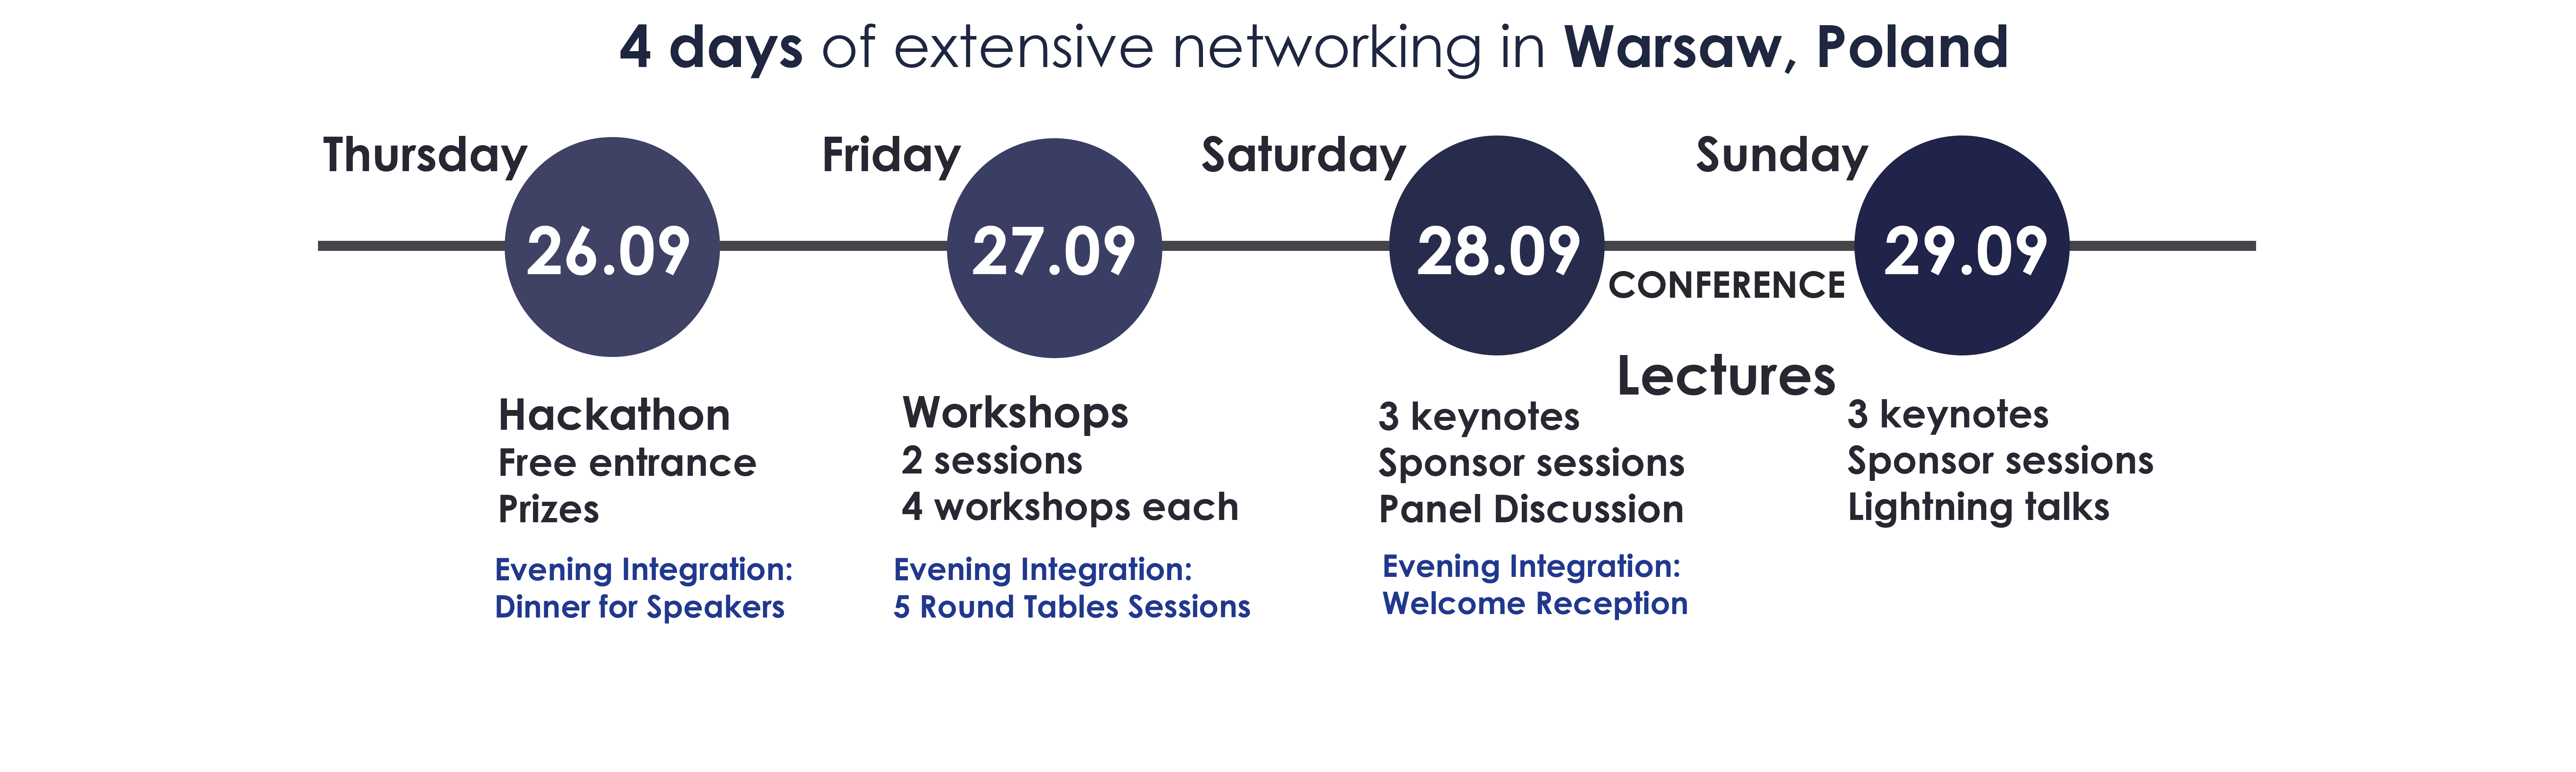 4 days of extensive networking in Warsaw, Poland
Thursday
26.09
Hackathon
Free entrance
Prizes
Evening Integration:
Dinner for Speakers
Friday
27.09
Workshops
2 sessions
4 workshops each
Evening Integration:
5 Round Tables Sessions
Saturday
28.09
CONFERENCE
Lectures
3 keynotes
Sponsor sessions
Panel Discussion
Evening Integration:
Welcome Reception
Sunday
29.09
3 keynotes
Sponsor sessions
Lightning talks